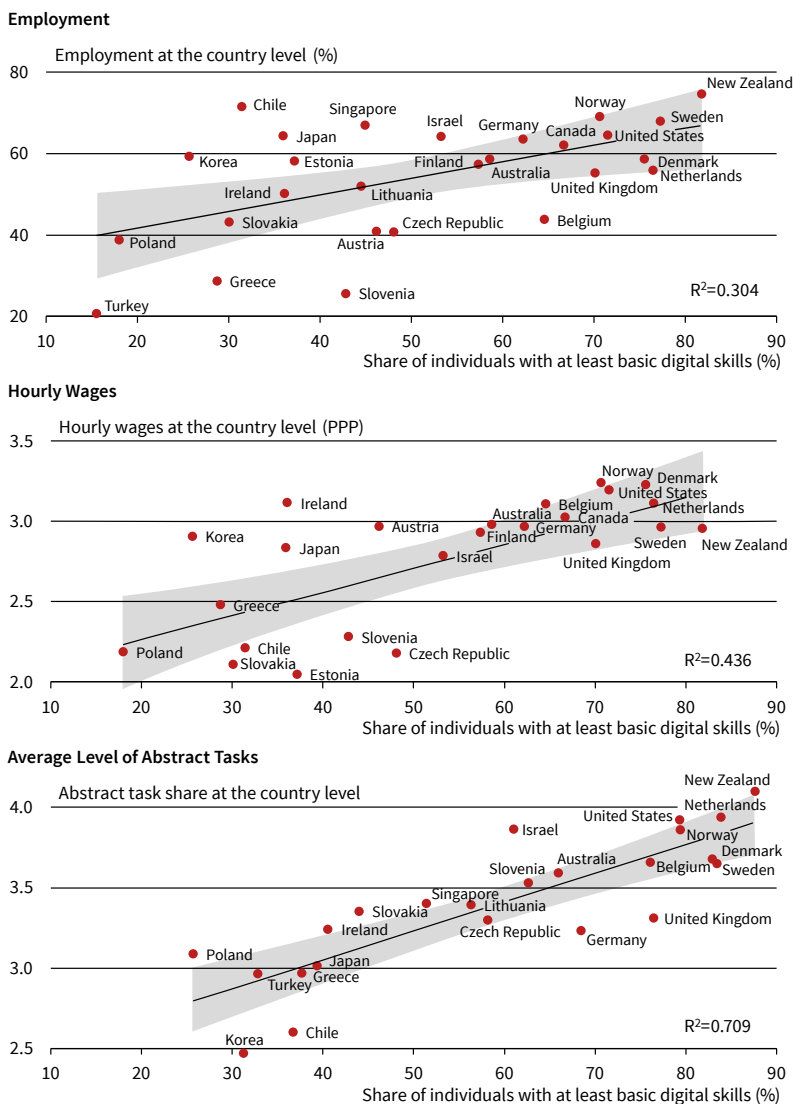 Employment
Employment at the country level (%)
80
New Zealand
Chile
Singapore
Norway
Sweden
Japan
Israel
Germany
Canada
United States
60
Korea
Estonia
Finland
Australia
Denmark
Netherlands
Ireland
Lithuania
United Kingdom
Slovakia
Czech Republic
Belgium
40
Poland
Austria
Greece
Slovenia
R²=0.304
Turkey
20
10 20 30 40 50 60 70 80 90
Share of individuals with at least basic digital skills (%)
Hourly Wages
3.5
Hourly wages at the country level (PPP)
Norway
Denmark
United States
Ireland
Belgium
Netherlands
Australia
Canada
3.0
Austria
Germany
Korea
Finland
Sweden
New Zealand
Japan
Israel
United Kingdom
2.5
Greece
Slovenia
Poland
Chile
Czech Republic
Slovakia
R²=0.436
Estonia
2.0
10 20 30 40 50 60 70 80 90
Share of individuals with at least basic digital skills (%)
Average Level of Abstract Tasks
New Zealand
Abstract task share at the country level
4.0
Netherlands
United States
Israel
Norway
Denmark
Slovenia
Australia
Belgium
Sweden
3.5
Singapore
Slovakia
Lithuania
United Kingdom
Ireland
Czech Republic
Germany
Poland
Japan
3.0
Greece
Turkey
R²=0.709
Korea
Chile
2.5
10 20 30 40 50 60 70 80 90
Share of individuals with at least basic digital skills (%)